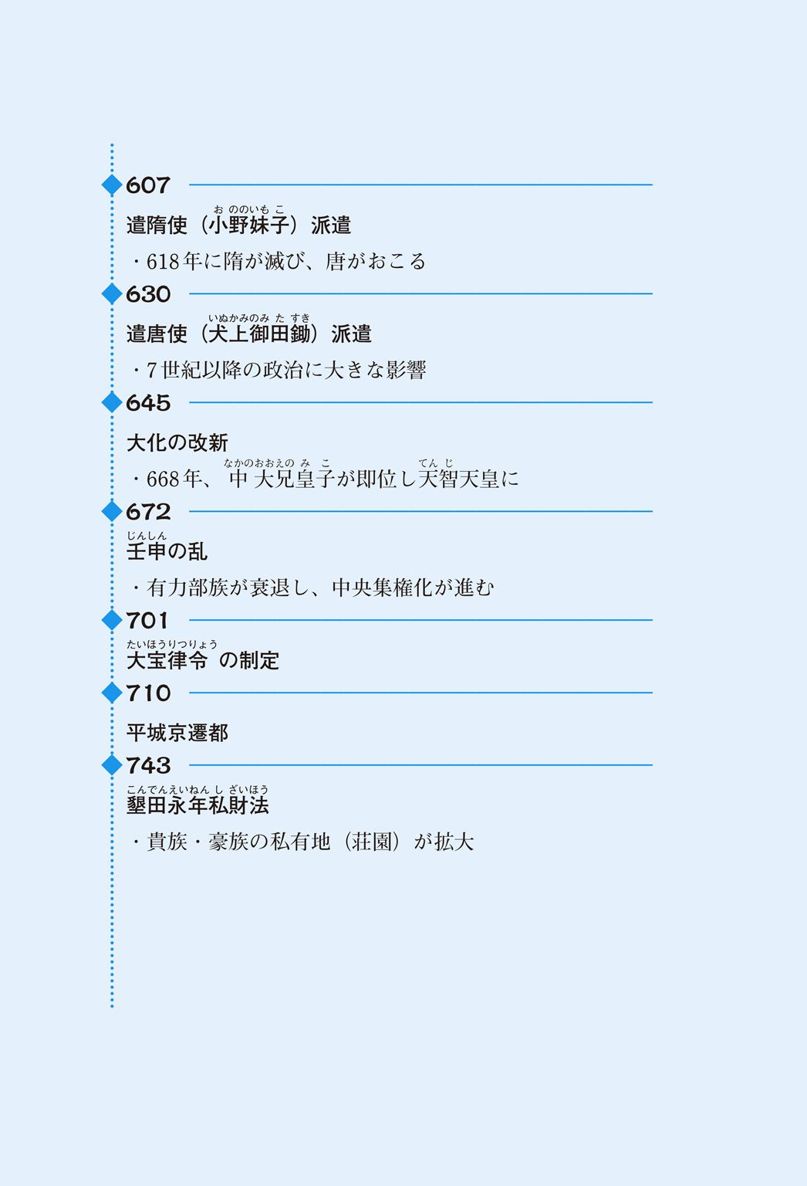 607
遣隋使（小野妹子）派遣
・618年に隋が滅び、唐がおこる
630
遣唐使（犬上御田鋤）派遣
・7世紀以降の政治に大きな影響
645
大化の改新
・668年、中大兄皇子が即位し天智天皇に
672
壬申の乱
・有力部族が衰退し、中央集権化が進む
701
大宝律令の制定
710
平城京遷都
743
墾田永年私財法
・貴族・豪族の私有地（荘園）が拡大